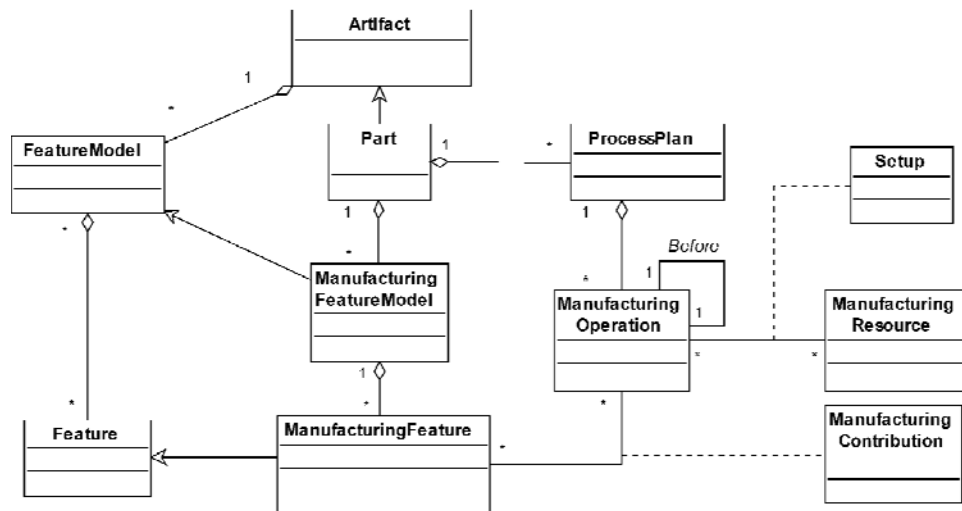 Artifact
1
*
FeatureModel
Part
1
*
ProcessPlan
Setup
*
1
1
Before
*
*
1
Manufacturing
FeatureModel
Manufacturing
Operation
1
Manufacturing
Resource
*
*
1
*
*
*
Feature
ManufacturingFeature
*
Manufacturing
Contribution